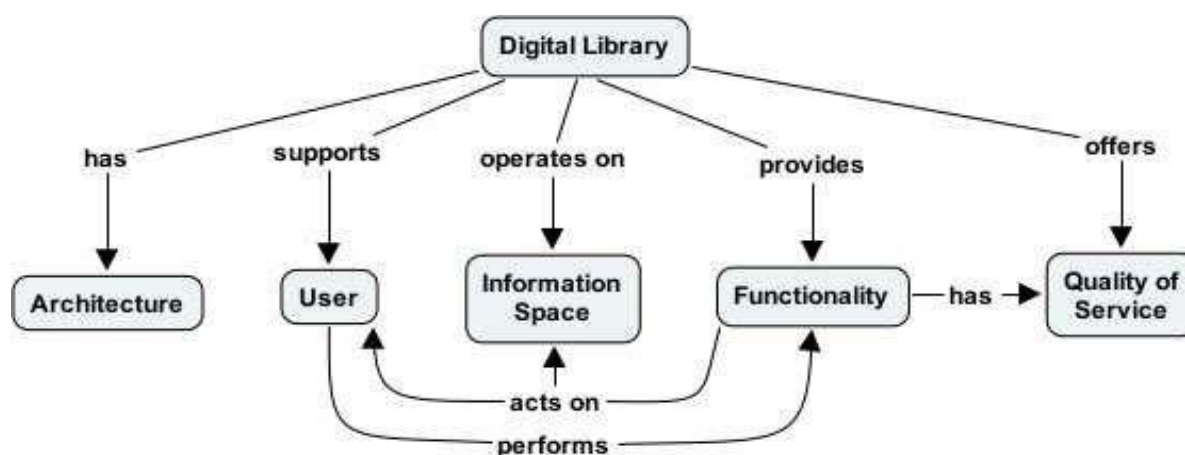 Digital Library
has
supports
operates on
provides
offers
Architecture
User
Information
Space
Functionality
has
Quality of
Service
acts on
performs